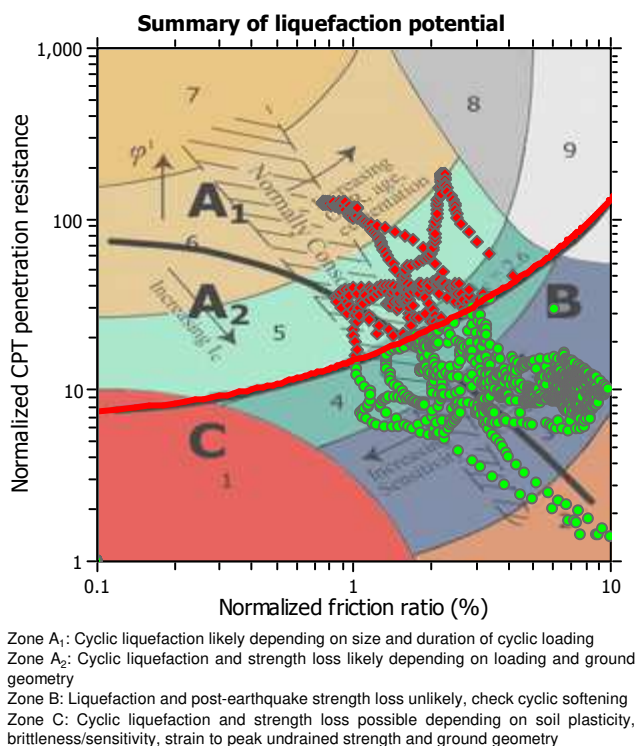 Summary of liquefaction potential
1,000
7
8
9
φ'
A1
Normally Cons
Increasing
age,
entation
100
6
A2
Increasing Ic
5
B
10
4
C
1
Increasing
Sensitivity
1
0.1
1
10
Normalized CPT penetration resistance
Normalized friction ratio (%)
Zone A1: Cyclic liquefaction likely depending on size and duration of cyclic loading
Zone A2: Cyclic liquefaction and strength loss likely depending on loading and ground
geometry
Zone B: Liquefaction and post-earthquake strength loss unlikely, check cyclic softening
Zone C: Cyclic liquefaction and strength loss possible depending on soil plasticity,
brittleness/sensitivity, strain to peak undrained strength and ground geometry